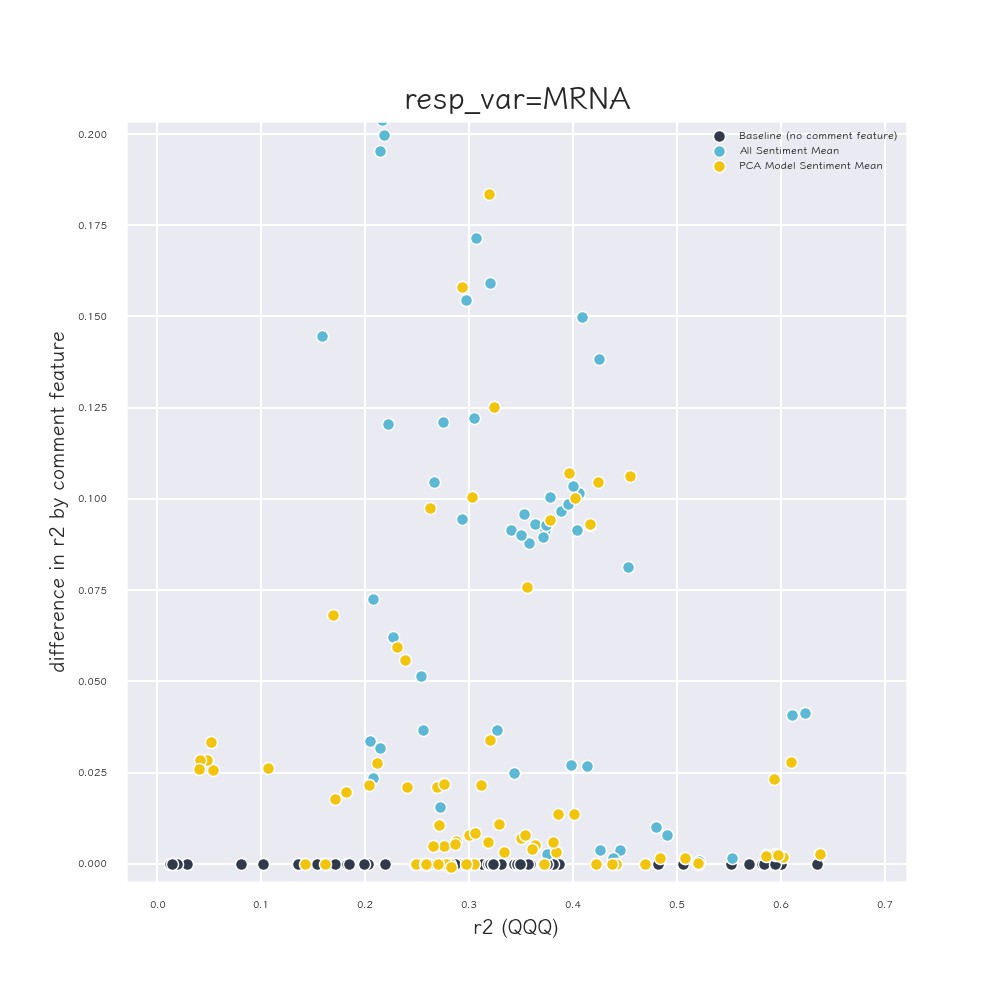 resp_var=MRNA
Baseline (no comment feature)
All Sentiment Mean
PCA Model Sentiment Mean
difference in r2 by comment feature
0.200
0.175
0.150
0.125
0.100
0.075
0.050
0.025
0.000
0.0 0.1 0.2 0.3 0.4 0.5 0.6 0.7
r2 (QQQ)